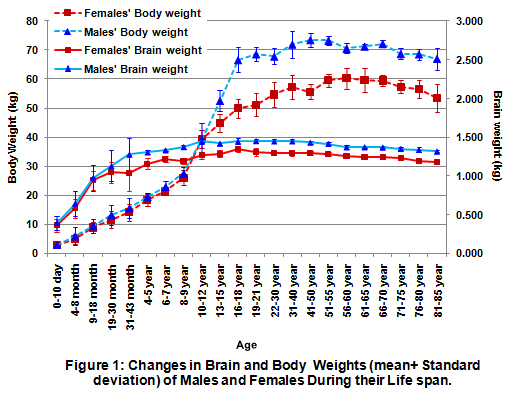 Females' Body weight
Males' Body weight
Females' Brain weight
Males' Brain weight
80
70
60
50
40
30
20
10
0
Body Weight (kg)
3.000
2.500
2.000
1.500
1.000
0.500
0.000
Brain weight (kg)
0-10 day
4-8 month
9-18 month
19-30 month
31-43 month
4-5 year
6-7 year
8-9 year
10-12 year
13-15 year
16-18 year
19-21 year
22-30 year
31-40 year
41-50 year
51-55 year
56-60 year
61-65 year
66-70 year
71-75 year
76-80 year
81-85 year
Age
Figure 1: Changes in Brain and Body Weights (mean+ Standard
deviation) of Males and Females During their Life span.